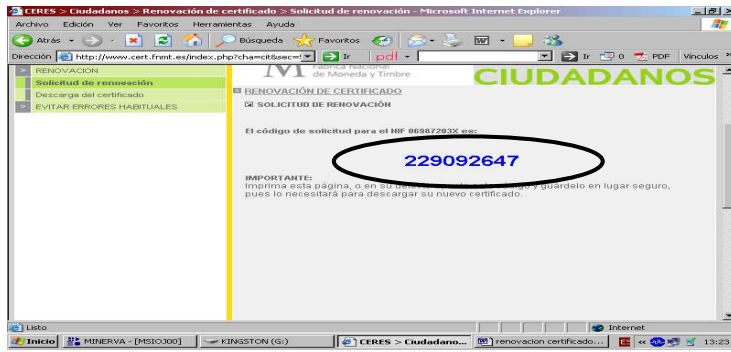 CERES > Ciudadanos > Renovación de certificado > Solicitud de renovación - Microsoft Internet Explorer
Archivo Edición Ver Favoritos Herramientas Ayuda
Atrás Búsqueda Favoritos
Dirección http://www.cert.fnmt.es/index.php?cha=cit&sec= Ir pdf Ir 0 PDF Vínculos »
RENOVACION
Solicitud de renovación
Descarga del certificado
EVITAR ERRORES HABITUALES
Fábrica Nacional
de Moneda y Timbre
CIUDADANOS
RENOVACIÓN DE CERTIFICADO
SOLICITUD DE RENOVACIÓN
El código de solicitud para el NIF 06987203X es:
229092647
IMPORTANTE:
Imprima esta página, o en su y guárdelo en lugar seguro,
pues lo necesitará para descargar su nuevo certificado.
Listo Internet
Inicio MINERVA - [MSIOJ00] KINGSTON (G:) CERES > Ciudadano... renovacion certificado... « 13:23